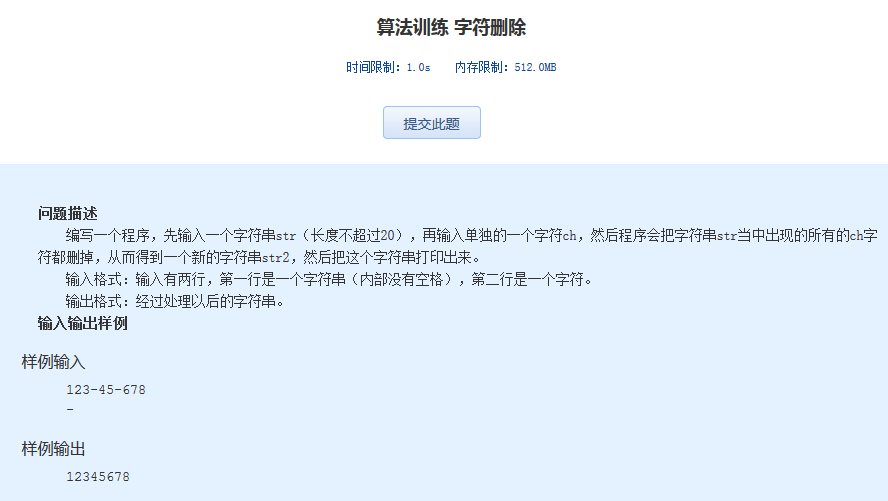 算法训练 字符删除
时间限制：1.0s 内存限制：512.0MB
提交此题
问题描述
编写一个程序，先输入一个字符串str（长度不超过20），再输入单独的一个字符ch，然后程序会把字符串str当中出现的所有的ch字
符都删掉，从而得到一个新的字符串str2，然后把这个字符串打印出来。
输入格式：输入有两行，第一行是一个字符串（内部没有空格），第二行是一个字符。
输出格式：经过处理以后的字符串。
输入输出样例
样例输入
123-45-678
-
样例输出
12345678